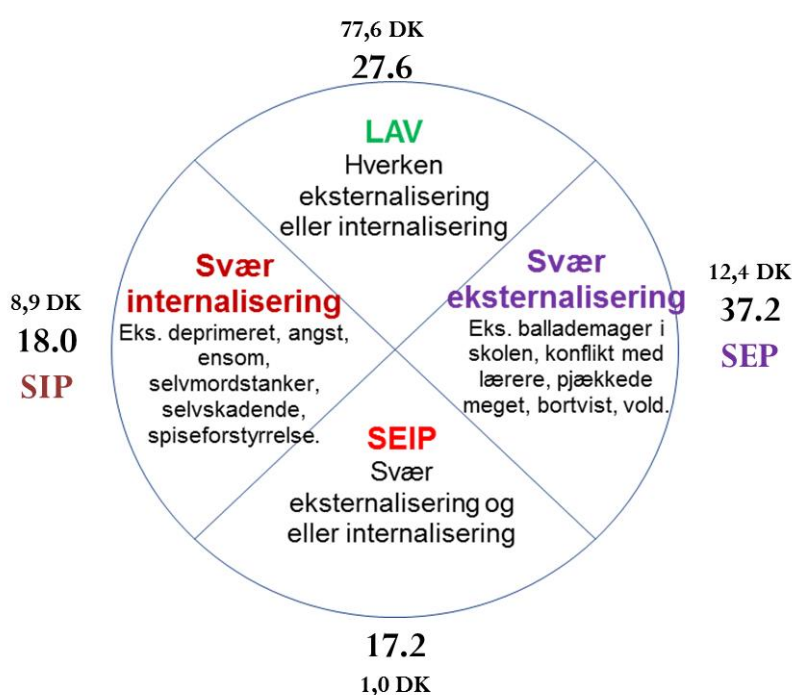 77,6 DK
27.6
LAV
Hverken
eksternalisering
eller internalisering
Svær
internalisering
Eks. deprimeret, angst,
ensom,
selvmordstanker,
selvskadende,
spiseforstyrrelse.
8,9 DK
18.0
SIP
Svær
eksternalisering
Eks. ballademager i
skolen, konflikt med
lærere, pjækkede
meget, bortvist, vold.
12,4 DK
37.2
SEP
SEIP
Svær
eksternalisering og
eller internalisering
17.2
1,0 DK